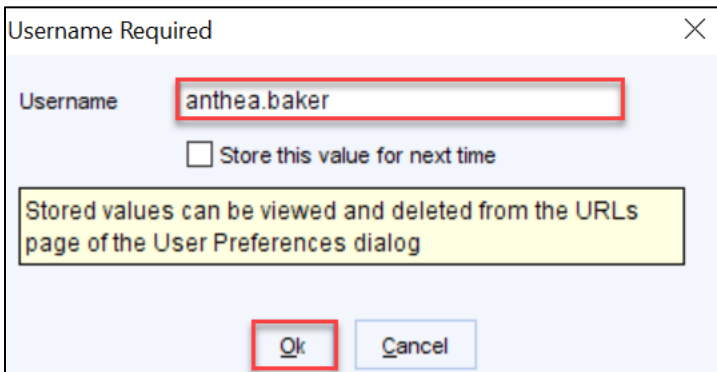 Username Required
Username anthea.baker
Store this value for next time
Stored values can be viewed and deleted from the URLs
page of the User Preferences dialog
Ok Cancel